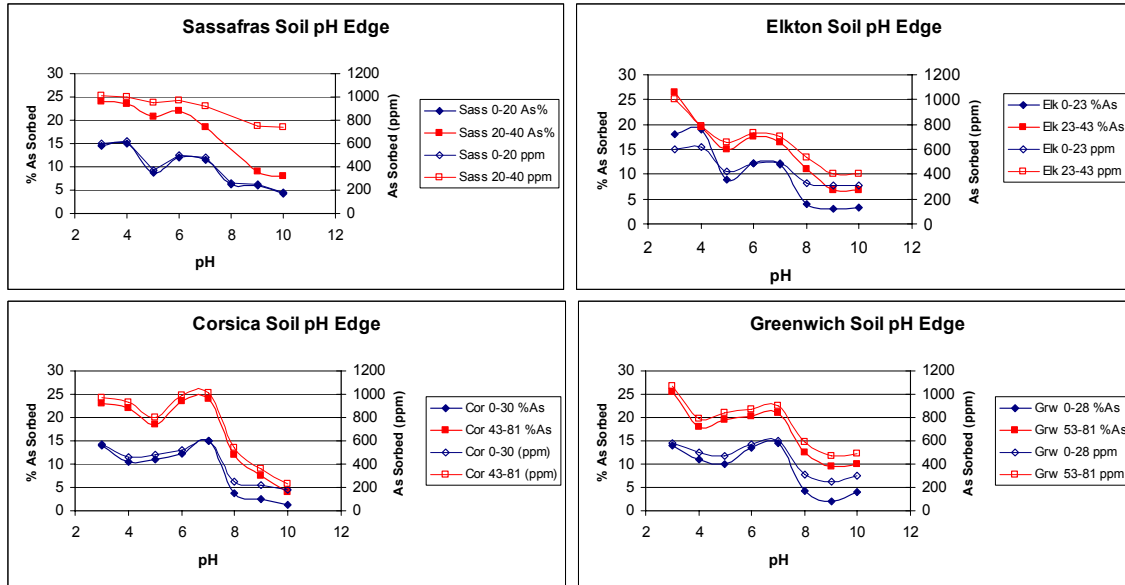 Sassafras Soil pH Edge
% As Sorbed
30
25
20
15
10
5
0
As Sorbed (ppm)
1200
1000
800
600
400
200
0
2 4 6 8 10 12
pH
Sass 0-20 As%
Sass 20-40 As%
Sass 0-20 ppm
Sass 20-40 ppm
Elkton Soil pH Edge
% As Sorbed
30
25
20
15
10
5
0
As Sorbed (ppm)
1200
1000
800
600
400
200
0
2 4 6 8 10 12
pH
Elk 0-23 %As
Elk 23-43 %As
Elk 0-23 ppm
Elk 23-43 ppm
Corsica Soil pH Edge
% As Sorbed
30
25
20
15
10
5
0
As Sorbed (ppm)
1200
1000
800
600
400
200
0
2 4 6 8 10 12
pH
Cor 0-30 %As
Cor 43-81 %As
Cor 0-30 (ppm)
Cor 43-81 (ppm)
Greenwich Soil pH Edge
% As Sorbed
30
25
20
15
10
5
0
As Sorbed (ppm)
1200
1000
800
600
400
200
0
2 4 6 8 10 12
pH
Grw 0-28 %As
Grw 53-81 %As
Grw 0-28 ppm
Grw 53-81 ppm